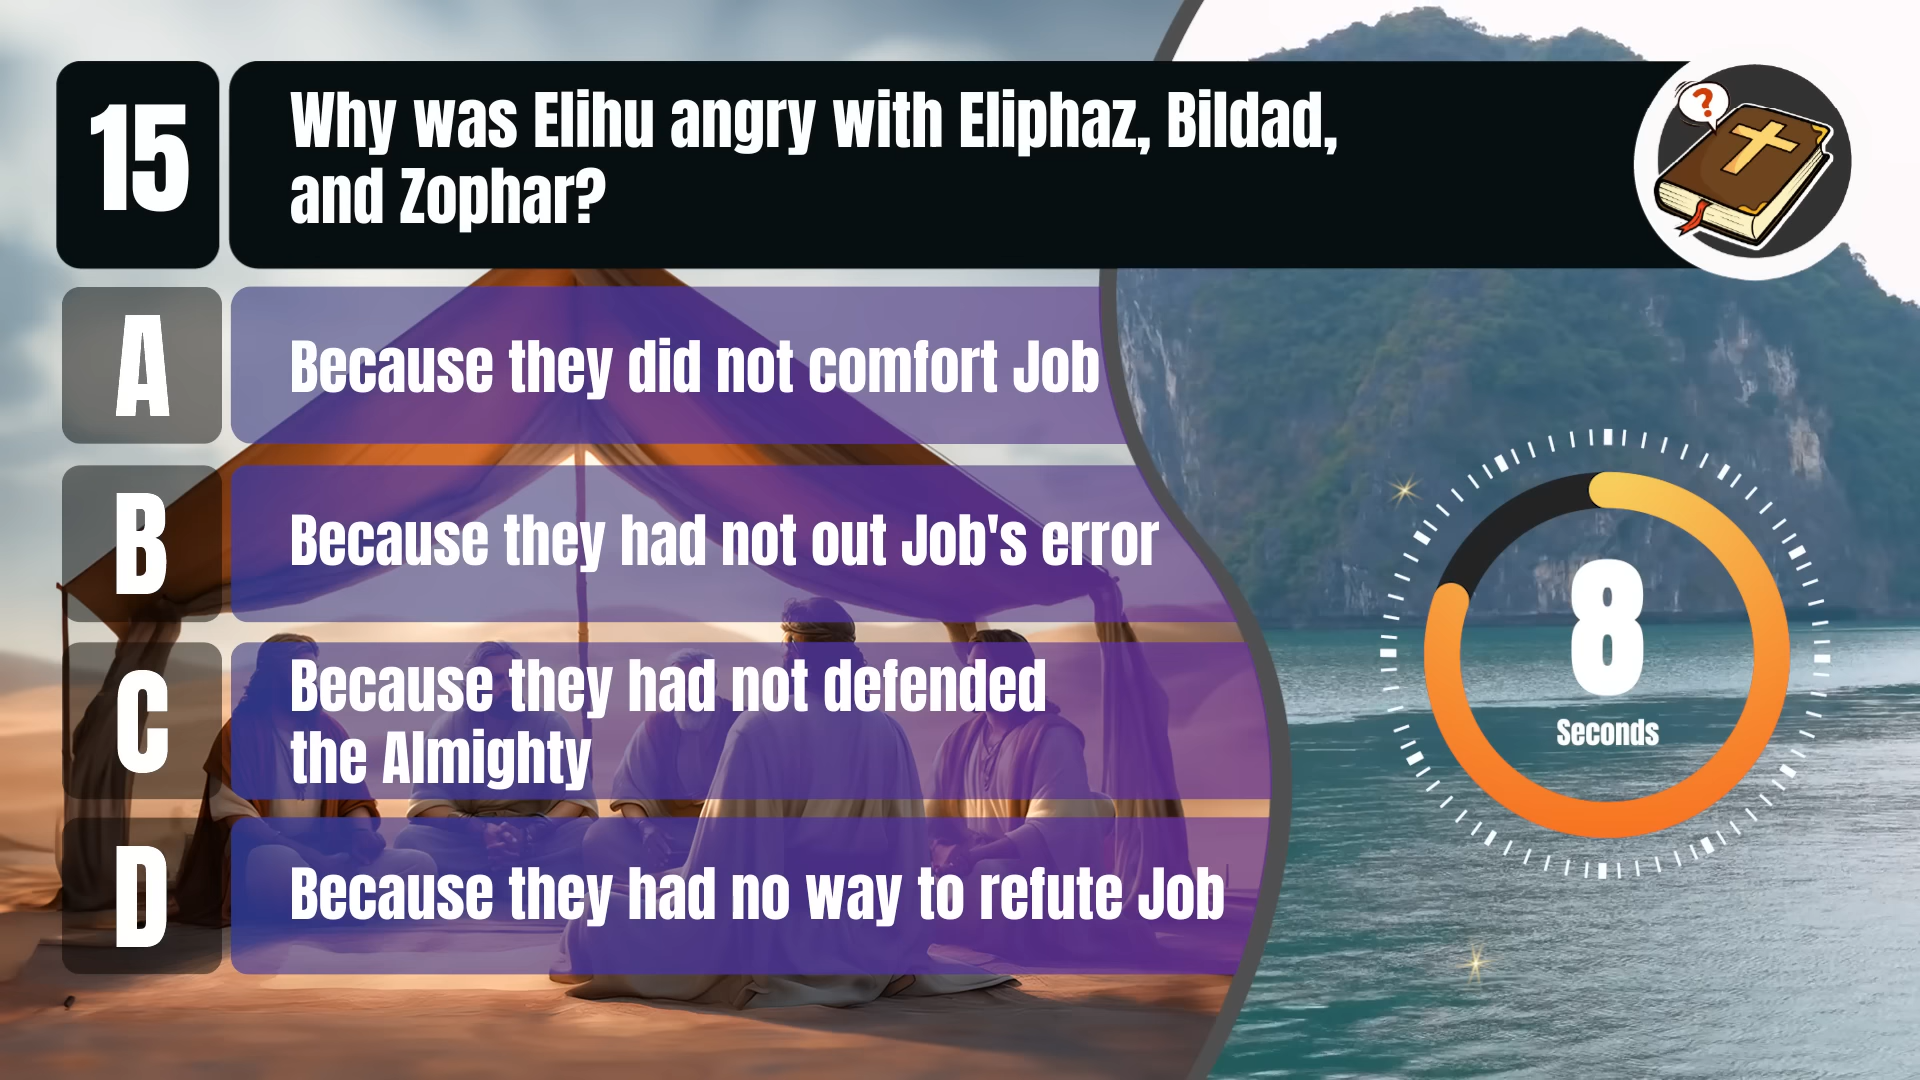 15
Why was Elihu angry with Eliphaz, Bildad,
and Zophar?
?
A
Because they did not comfort Job
B
Because they had not out Job's error
C
Because they had not defended
the Almighty
D
Because they had no way to refute Job
8
Seconds